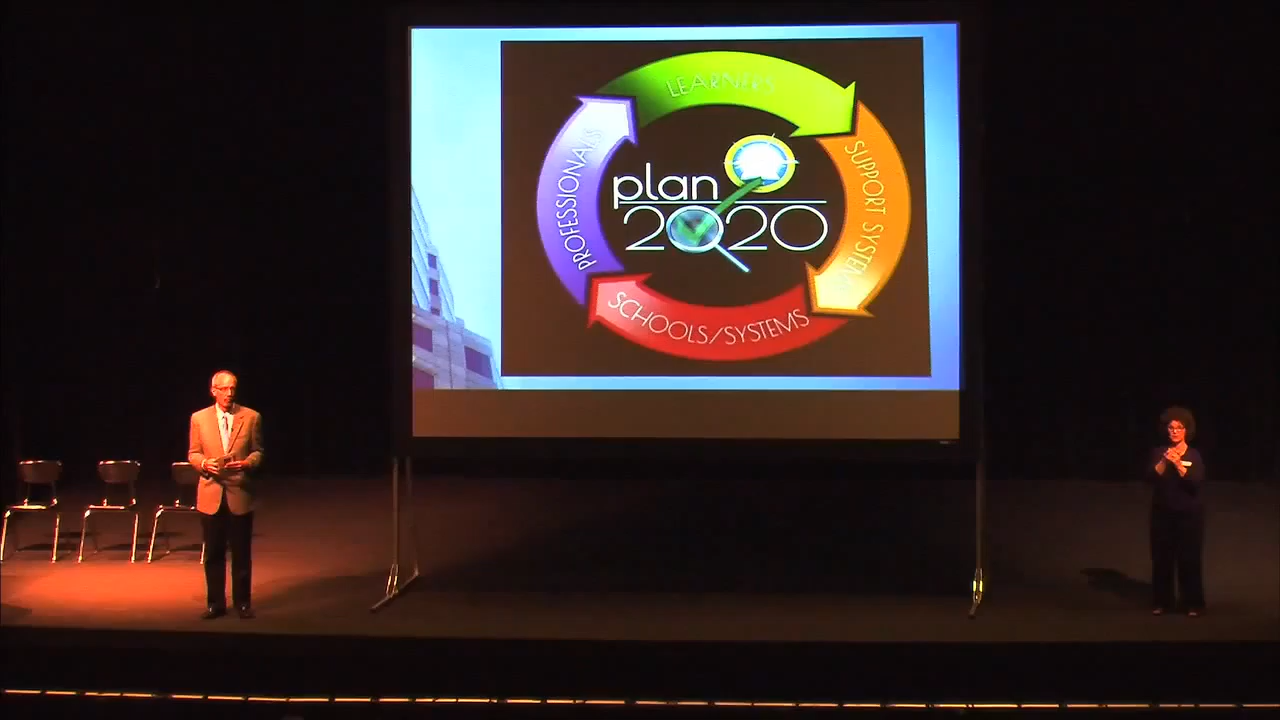 LEARNERS
SUPPORT SYSTEMS
SCHOOLS/SYSTEMS
PROFESSIONALS
plan
2020